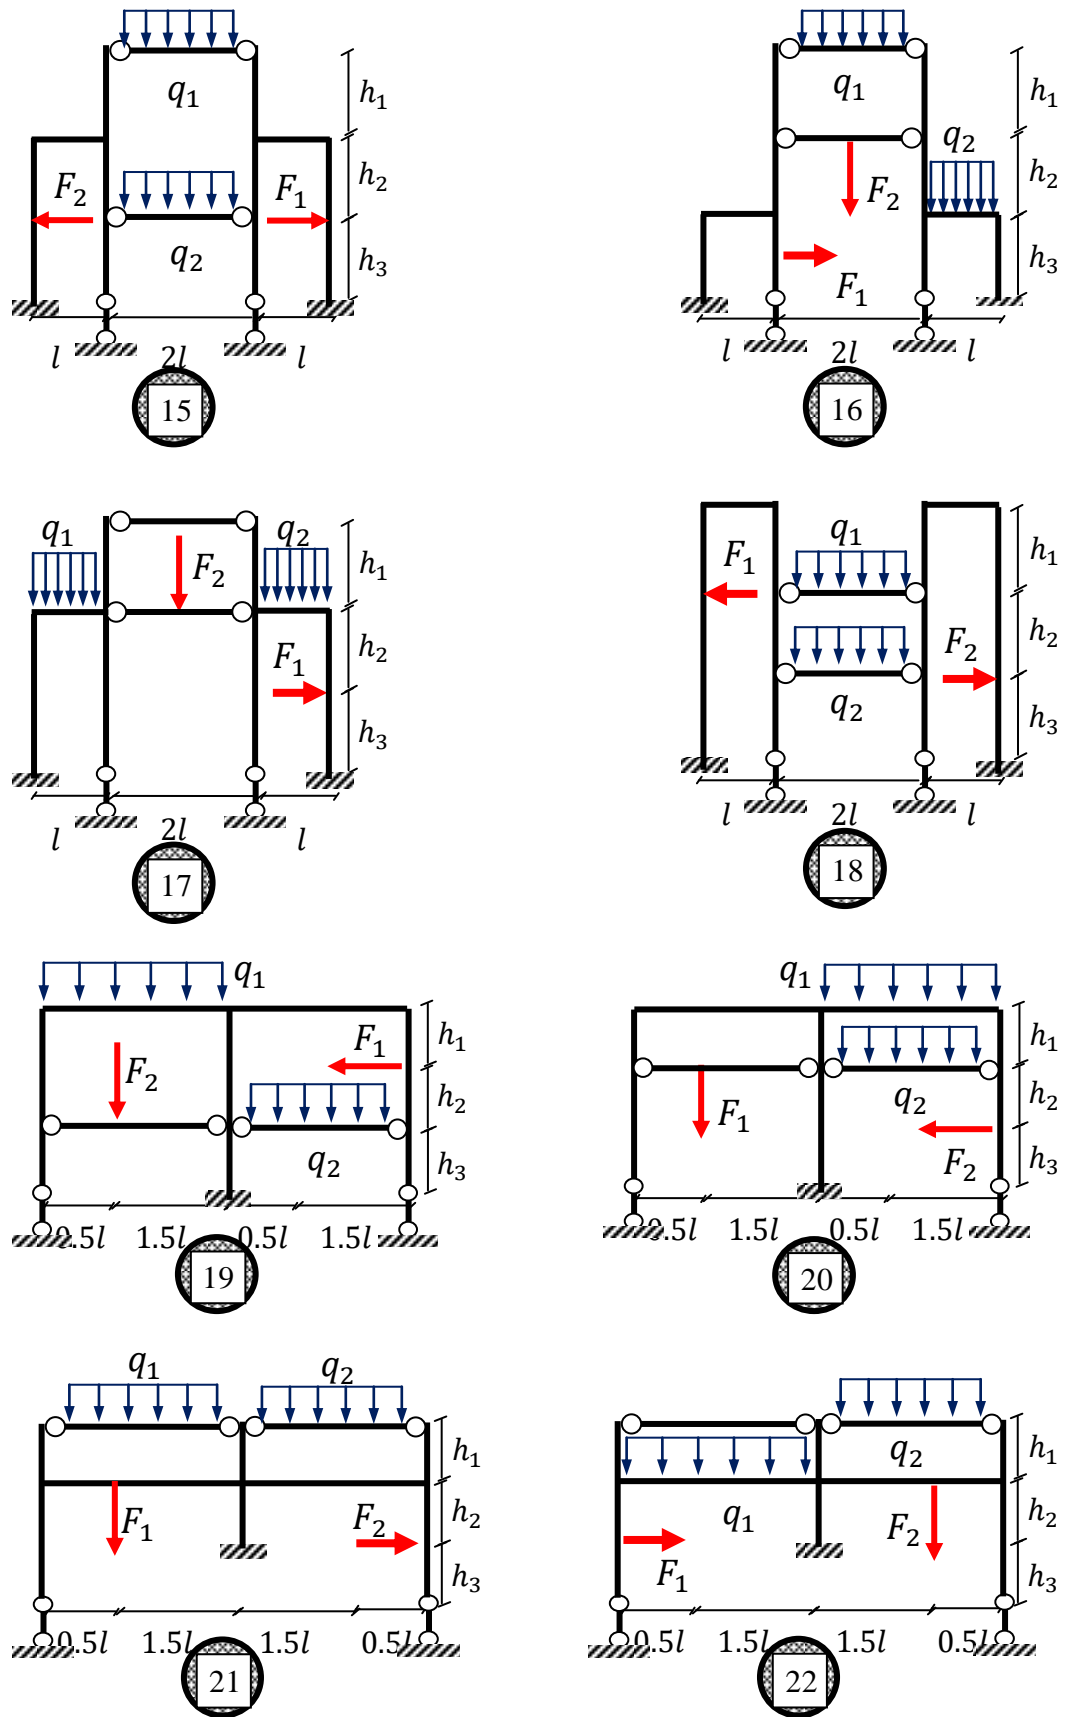 q₁
h₁
F₂
F₁
h₂
q₂
h₃
l
2l
l
15
q₁
h₁
q₂
h₂
F₂
F₁
h₃
l
2l
l
16
q₁
q₂
F₂
h₁
h₂
F₁
h₃
l
2l
l
17
q₁
h₁
F₁
h₂
F₂
q₂
h₃
l
2l
l
18
q₁
F₁
h₁
F₂
h₂
q₂
h₃
0.5l 1.5l 0.5l 1.5l
19
q₁
h₁
F₁
q₂
h₂
F₂
h₃
0.5l 1.5l 0.5l 1.5l
20
q₁
q₂
h₁
F₁
F₂
h₂
h₃
0.5l 1.5l 1.5l 0.5l
21
q₂
h₁
q₁
F₂
h₂
F₁
h₃
0.5l 1.5l 1.5l 0.5l
22